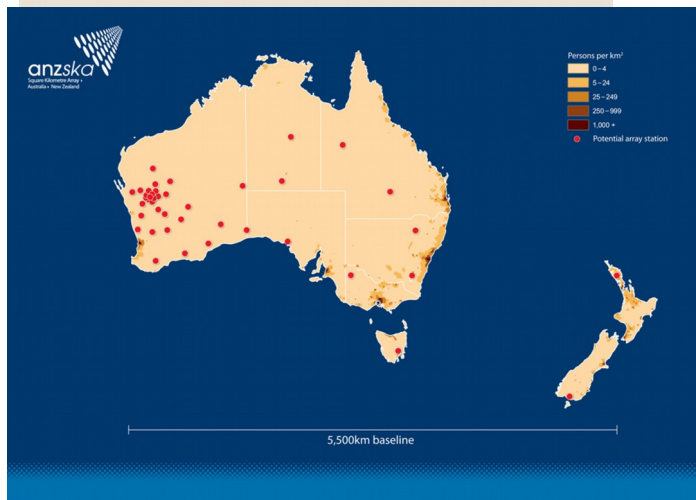 anzska
Square Kilometre Array •
Australia • New Zealand
Persons per km²
0–4
5–24
25–249
250–999
1,000 +
Potential array station
5,500km baseline